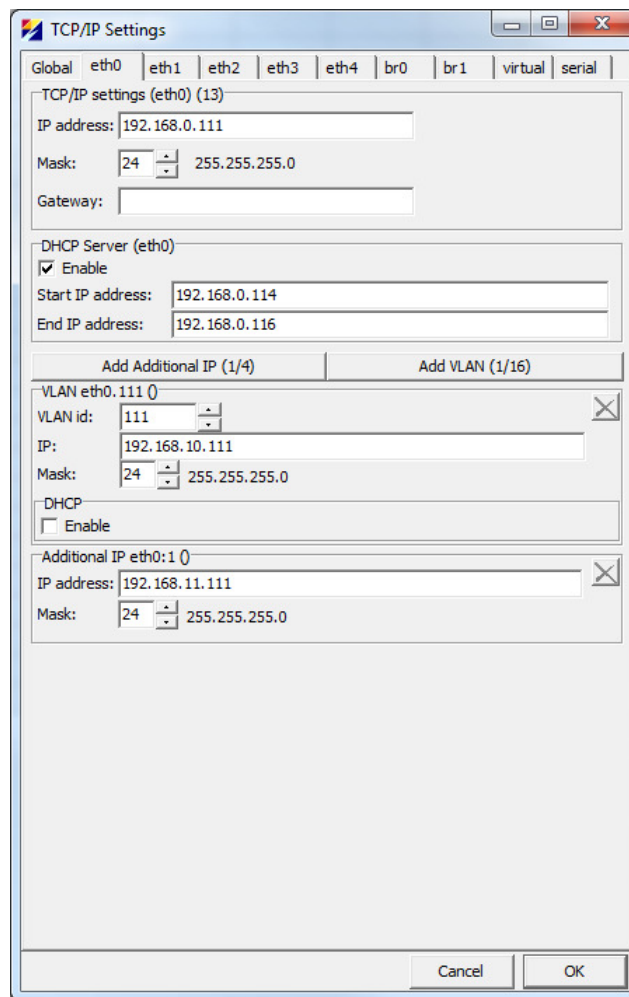 TCP/IP Settings
Global eth0 eth1 eth2 eth3 eth4 br0 br1 virtual serial
TCP/IP settings (eth0) (13)
IP address: 192.168.0.111
Mask: 24 255.255.255.0
Gateway:
DHCP Server (eth0)
Enable
Start IP address: 192.168.0.114
End IP address: 192.168.0.116
Add Additional IP (1/4) Add VLAN (1/16)
VLAN eth0.111 ()
VLAN id: 111
IP: 192.168.10.111
Mask: 24 255.255.255.0
DHCP
Enable
Additional IP eth0:1 ()
IP address: 192.168.11.111
Mask: 24 255.255.255.0
Cancel OK